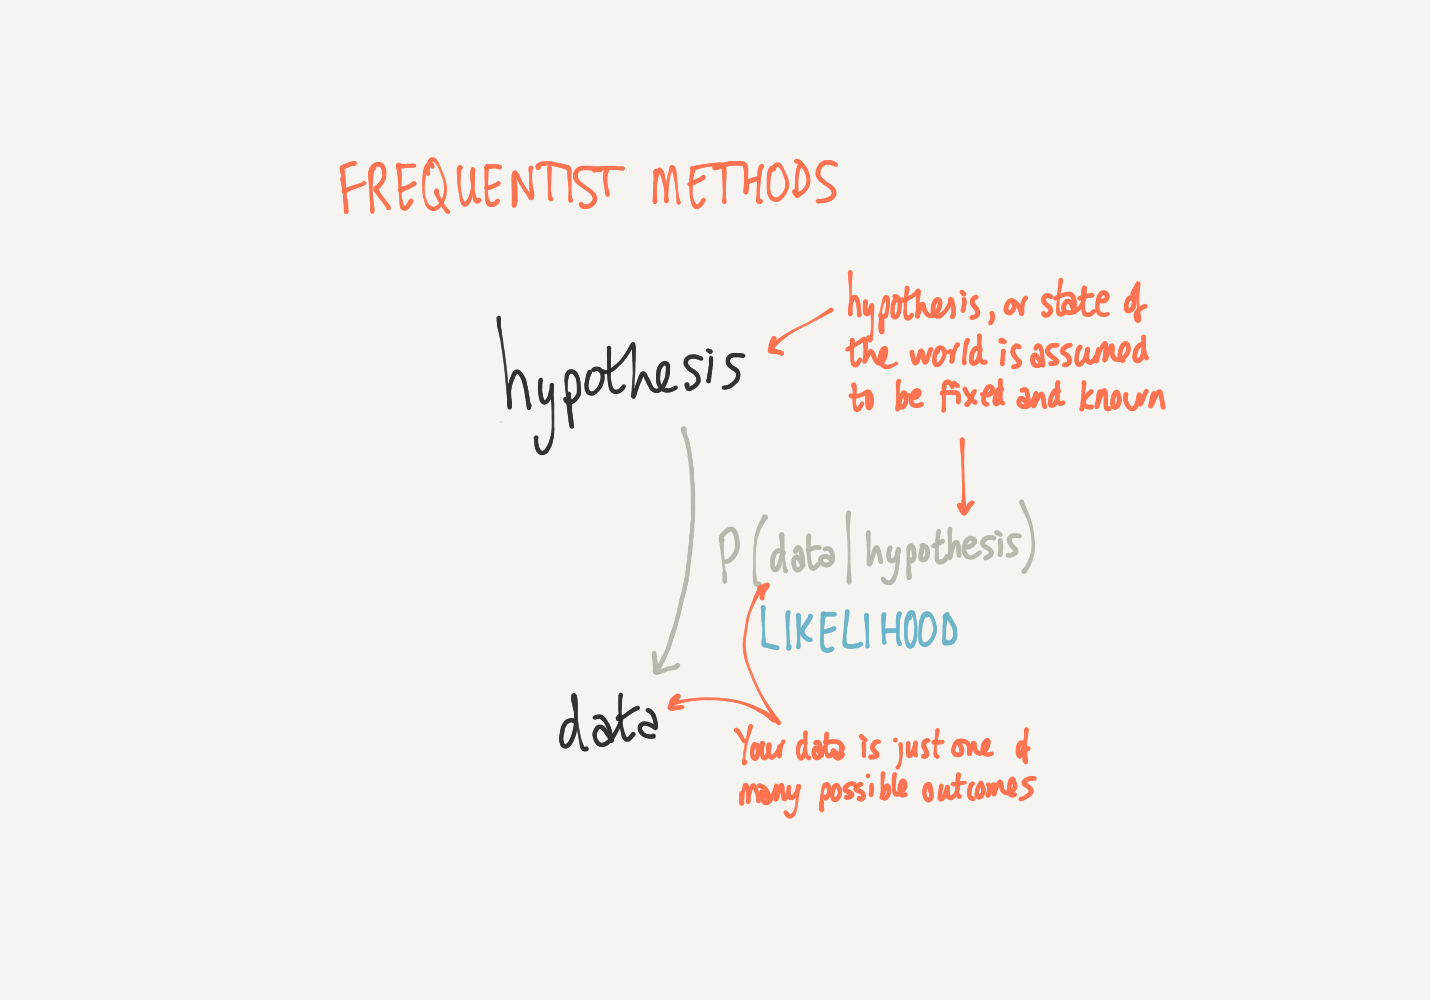 FREQUENTIST METHODS
hypothesis
hypothesis, or state of
the world is assumed
to be fixed and known
P(data|hypothesis)
LIKELIHOOD
data
Your data is just one of
many possible outcomes